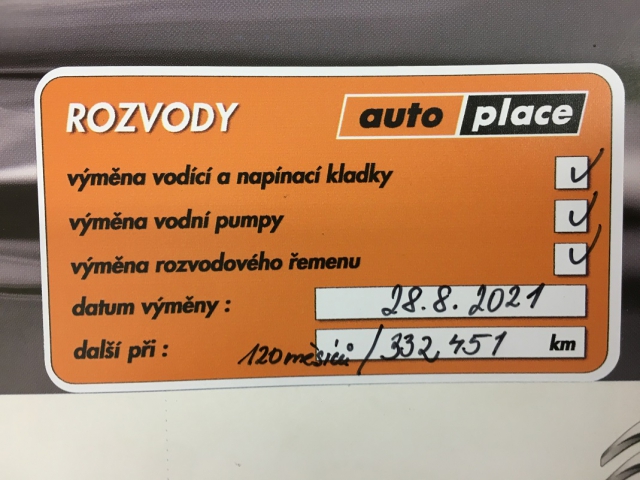 ROZVODY auto place
výměna vodící a napínací kladky
výměna vodní pumpy
výměna rozvodového řemenu
datum výměny : 28.8.2021
další při : 120 měsíců / 332 451 km